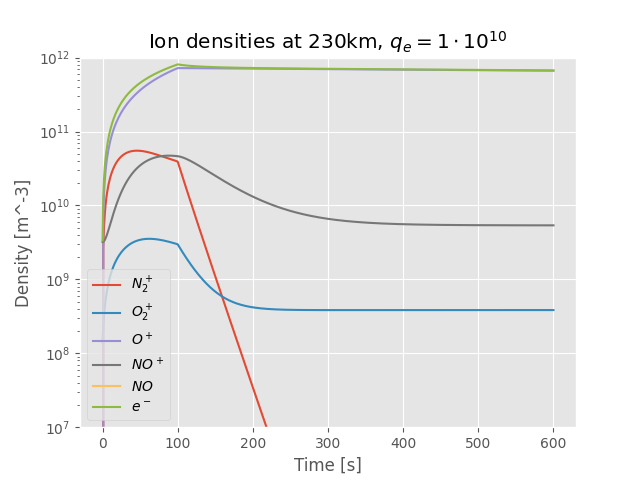 Ion densities at 230km, $q_e = 1 \cdot 10^{10}$
Density [m^-3]
$10^{12}$
$10^{11}$
$10^{10}$
$10^{9}$
$10^{8}$
$10^{7}$
$N_2^+$
$O_2^+$
$O^+$
$NO^+$
$NO$
$e^-$
0 100 200 300 400 500 600
Time [s]